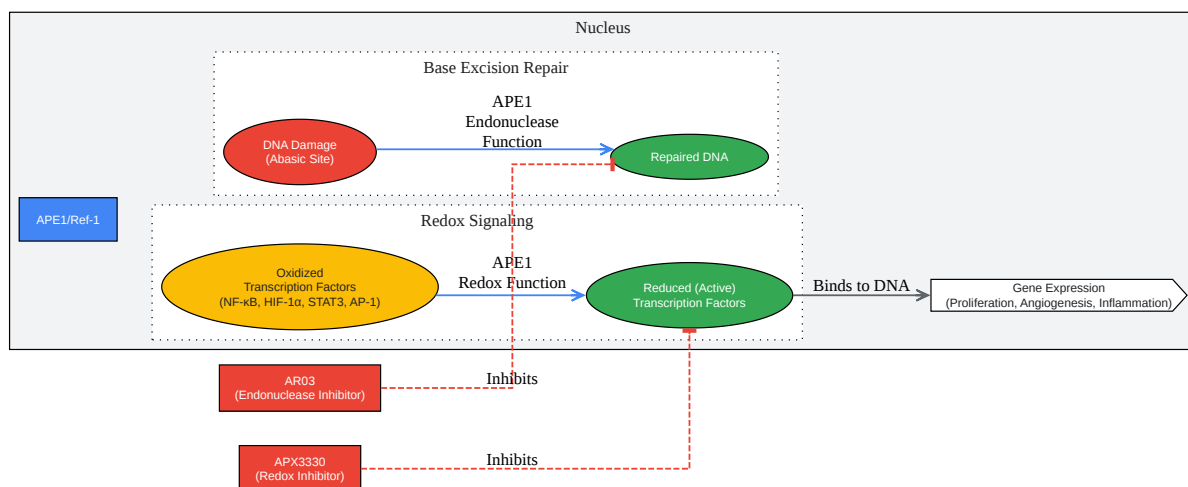 Nucleus
Base Excision Repair
APE1
Endonuclease
Function
DNA Damage
(Abasic Site)
Repaired DNA
APE1/Ref-1
Redox Signaling
Oxidized
Transcription Factors
(NF-κB, HIF-1α, STAT3, AP-1)
APE1
Redox Function
Reduced (Active)
Transcription Factors
Binds to DNA
Gene Expression
(Proliferation, Angiogenesis, Inflammation)
AR03
(Endonuclease Inhibitor)
Inhibits
APX3330
(Redox Inhibitor)
Inhibits